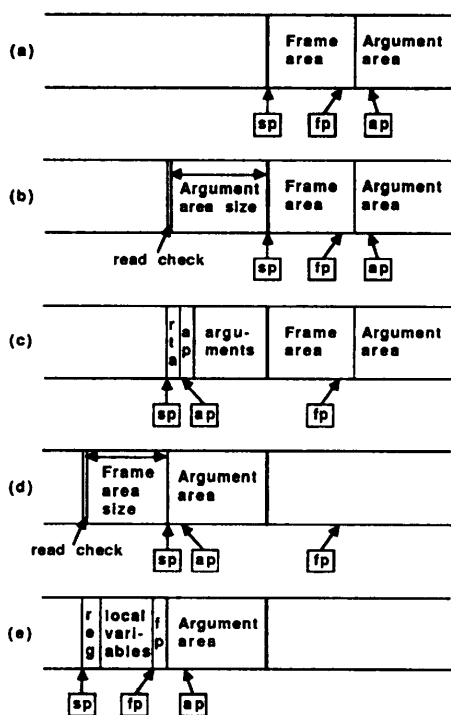 (a)
Frame
area
Argument
area
sp
fp
ap
(b)
Argument
area size
Frame
area
Argument
area
read check
sp
fp
ap
(c)
r
t
a
a
p
argu-
ments
Frame
area
Argument
area
sp
ap
fp
(d)
Frame
area
size
Argument
area
read check
sp
ap
fp
(e)
r
e
g
local
vari-
ables
f
p
Argument
area
sp
fp
ap